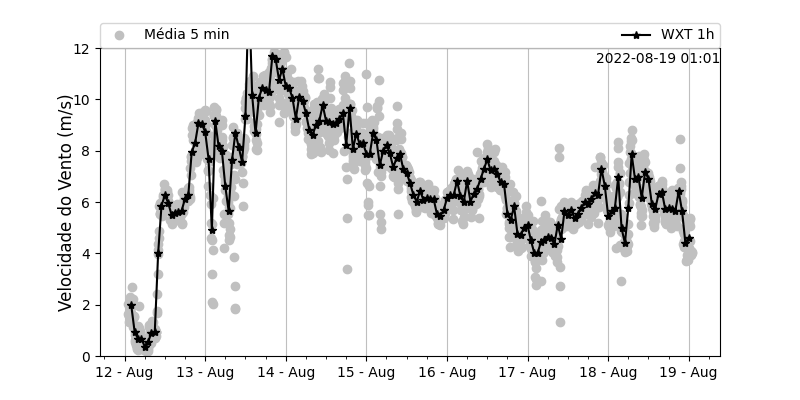 Média 5 min
WXT 1h
2022-08-19 01:01
Velocidade do Vento (m/s)
12
10
8
6
4
2
0
12 - Aug
13 - Aug
14 - Aug
15 - Aug
16 - Aug
17 - Aug
18 - Aug
19 - Aug